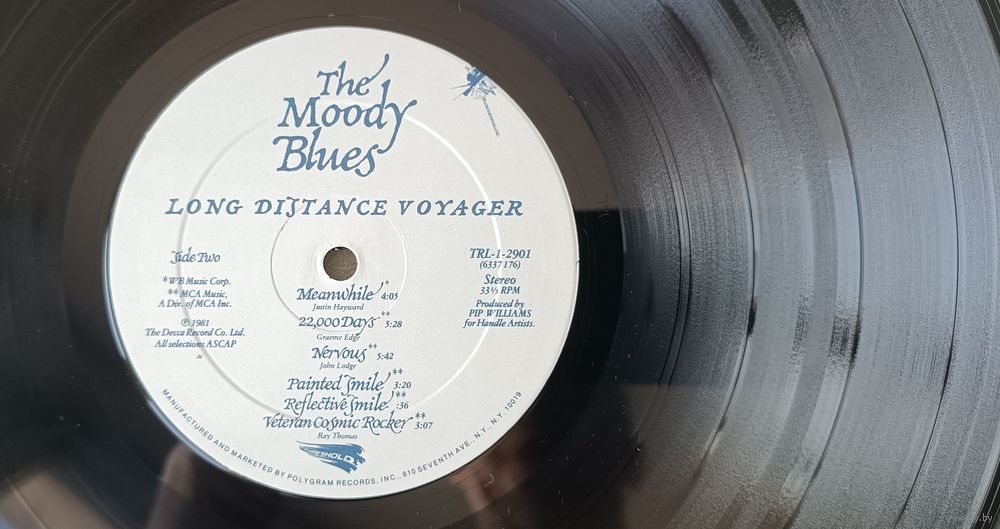 The
Moody
Blues
LONG DISTANCE VOYAGER
Side Two
*WB Music Corp.
** MCA Music,
A Div. of MCA Inc.
℗ 1981
The Decca Record Co. Ltd.
All selections ASCAP
TRL-1-2901
(6337 176)
Stereo
33⅓ RPM
Produced by
PIP WILLIAMS
for Handle Artists.
Meanwhile* 4:05
Justin Hayward
22,000 Days** 5:28
Graeme Edge
Nervous** 5:42
John Lodge
Painted Smile** 3:20
Reflective Smile** :36
Veteran Cosmic Rocker** 3:07
Ray Thomas
THRESHOLD
MANUFACTURED AND MARKETED BY POLYGRAM RECORDS, INC., 810 SEVENTH AVE., N.Y., N.Y. 10019